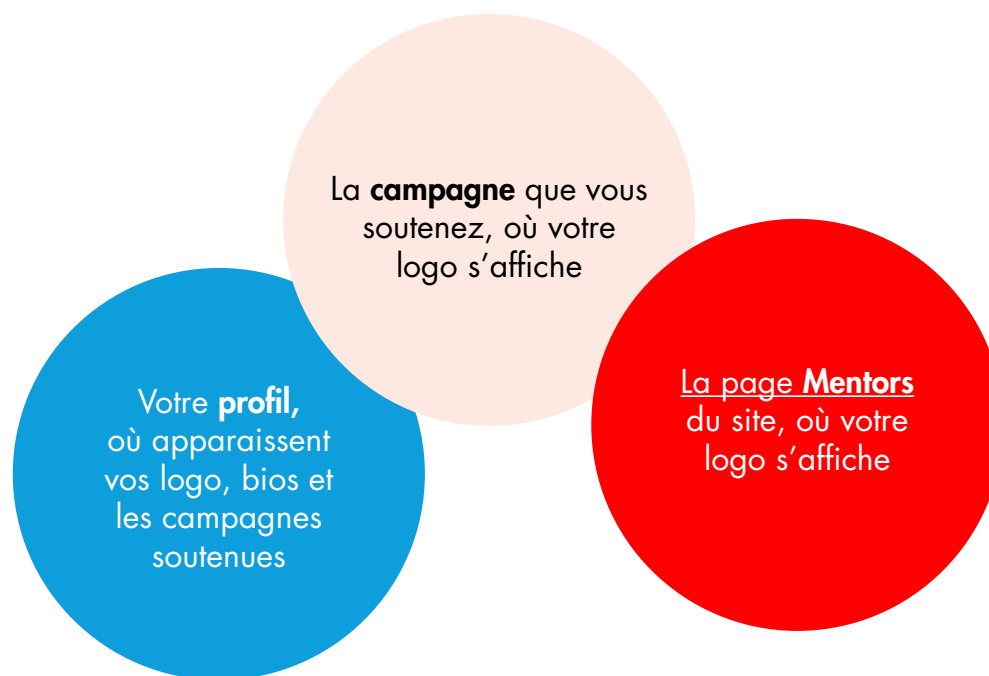 La campagne que vous
soutenez, où votre
logo s’affiche
Votre profil,
où apparaissent
vos logo, bios et
les campagnes
soutenues
La page Mentors
du site, où votre
logo s’affiche